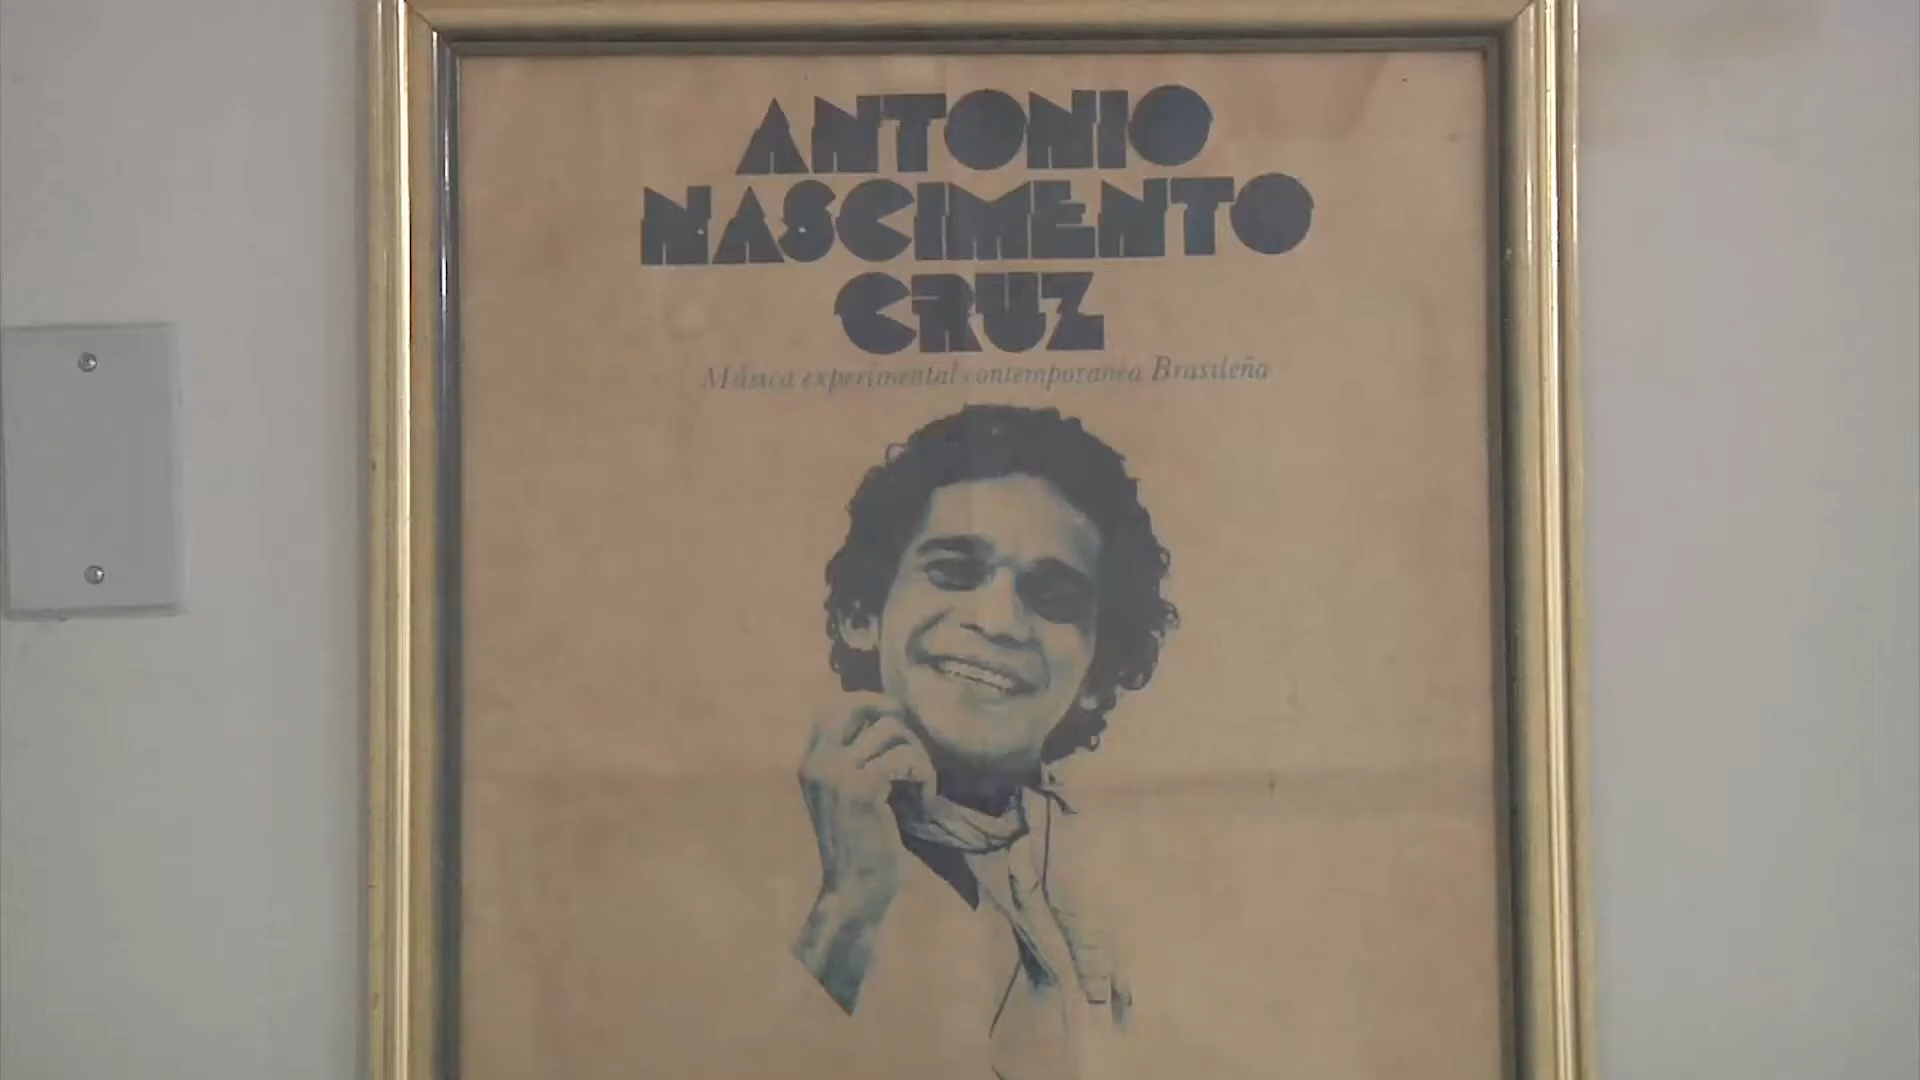 ANTONIO
NASCIMENTO
CRUZ
Música experimental contemporanea Brasileña